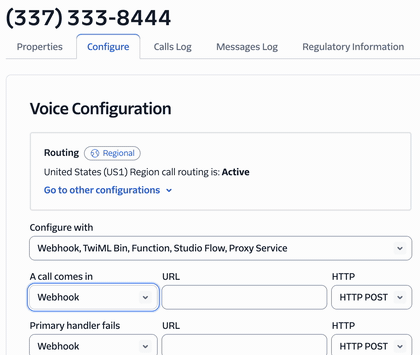 (337) 333-8444
Properties Configure Calls Log Messages Log Regulatory Information
Voice Configuration
Routing Regional
United States (US1) Region call routing is: Active
Go to other configurations
Configure with
Webhook, TwiML Bin, Function, Studio Flow, Proxy Service
A call comes in URL HTTP
Webhook HTTP POST
Primary handler fails URL HTTP
Webhook HTTP POST